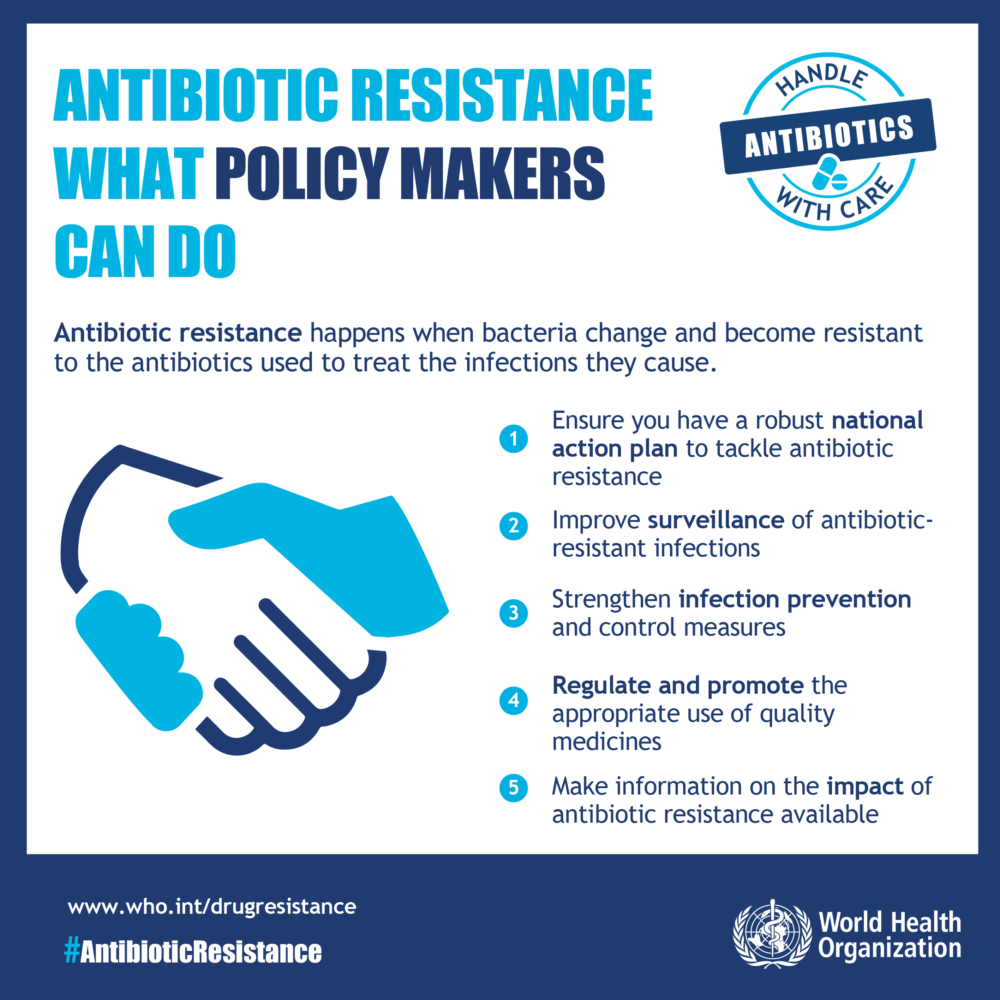 ANTIBIOTIC RESISTANCE
WHAT POLICY MAKERS
CAN DO
HANDLE
ANTIBIOTICS
WITH CARE
Antibiotic resistance happens when bacteria change and become resistant
to the antibiotics used to treat the infections they cause.
1 Ensure you have a robust national
action plan to tackle antibiotic
resistance
2 Improve surveillance of antibiotic-
resistant infections
3 Strengthen infection prevention
and control measures
4 Regulate and promote the
appropriate use of quality
medicines
5 Make information on the impact of
antibiotic resistance available
www.who.int/drugresistance
#AntibioticResistance
World Health
Organization